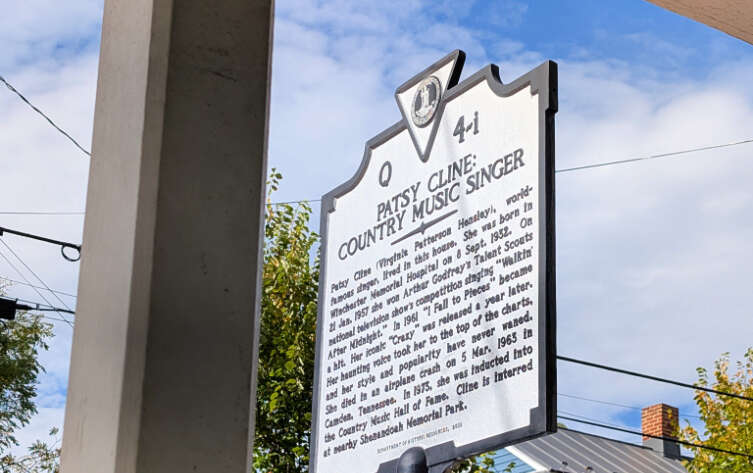 Q 4-i
PATSY CLINE:
COUNTRY MUSIC SINGER
Patsy Cline (Virginia Patterson Hensley), world-
famous singer, lived in this house. She was born in
Winchester Memorial Hospital on 8 Sept. 1932. On
21 Jan. 1957 she won Arthur Godfrey's Talent Scouts
national television show's competition singing "Walkin'
After Midnight." In 1961 "I Fall to Pieces" became
a hit. Her iconic "Crazy" was released a year later.
Her haunting voice took her to the top of the charts,
and her style and popularity have never waned.
She died in an airplane crash on 5 Mar. 1963 in
Camden, Tennessee. In 1973, she was inducted into
the Country Music Hall of Fame. Cline is interred
at nearby Shenandoah Memorial Park.
DEPARTMENT OF HISTORIC RESOURCES,